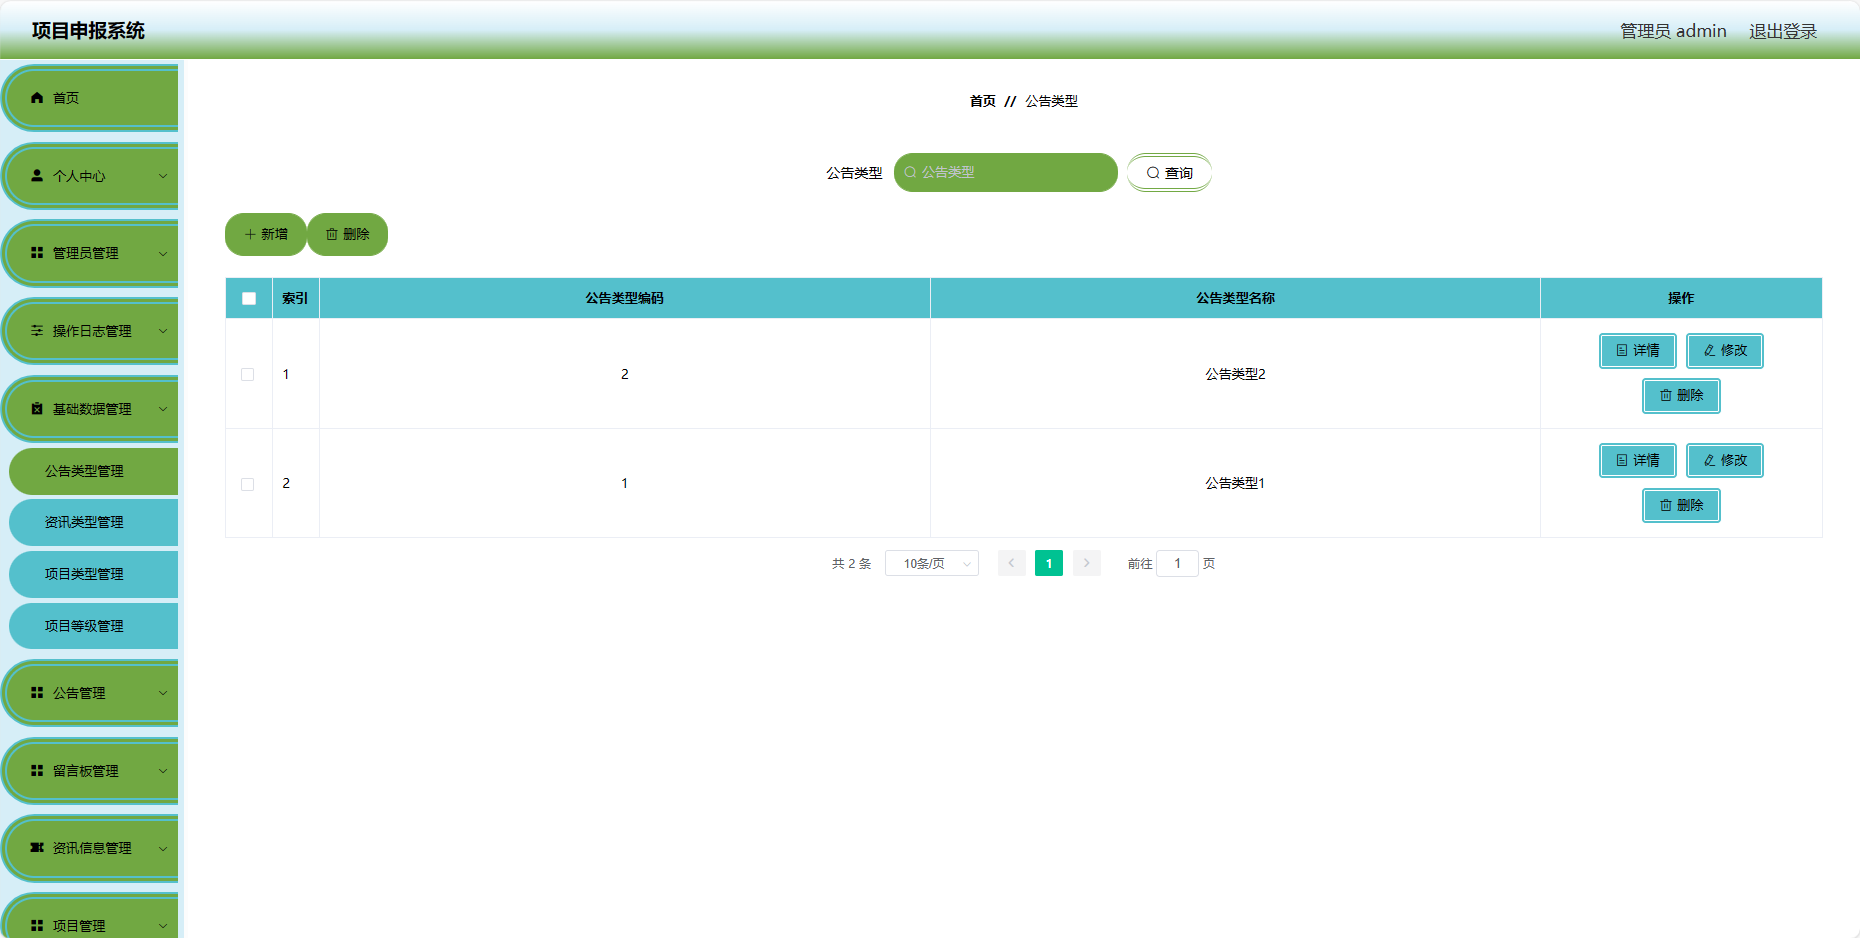 项目申报系统
管理员 admin 退出登录
首页
个人中心
管理员管理
操作日志管理
基础数据管理
公告类型管理
资讯类型管理
项目类型管理
项目等级管理
公告管理
留言板管理
资讯信息管理
项目管理
首页 // 公告类型
公告类型 公告类型 查询
新增 删除
索引 公告类型编码 公告类型名称 操作
1 2 公告类型2 详情 修改
删除
2 1 公告类型1 详情 修改
删除
共 2 条 10条/页 1 前往 1 页